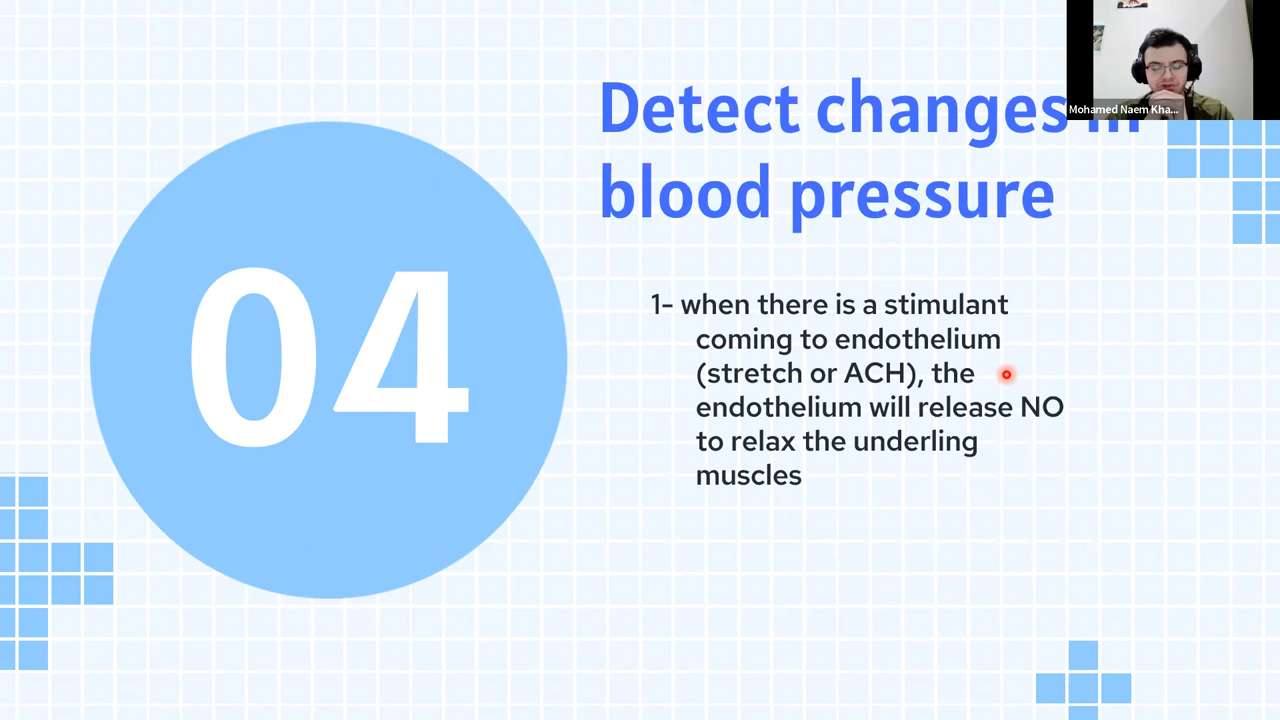 Detect changes in
blood pressure
04
1- when there is a stimulant
coming to endothelium
(stretch or ACH), the
endothelium will release NO
to relax the underling
muscles
Mohamed Naem Kha...